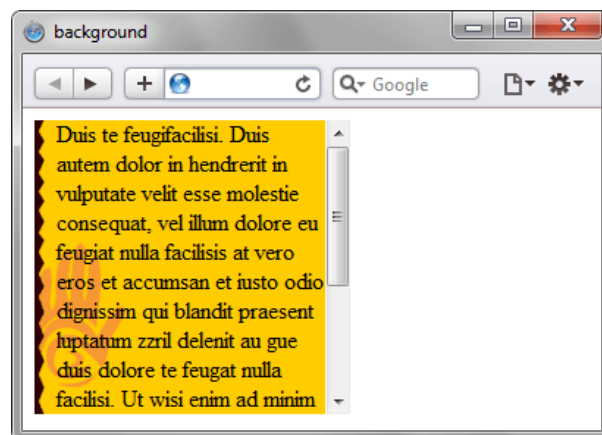 background
Google
Duis te feugifacilisi. Duis
autem dolor in hendrerit in
vulputate velit esse molestie
consequat, vel illum dolore eu
feugiat nulla facilisis at vero
eros et accumsan et iusto odio
dignissim qui blandit praesent
luptatum zzril delenit au gue
duis dolore te feugat nulla
facilisi. Ut wisi enim ad minim